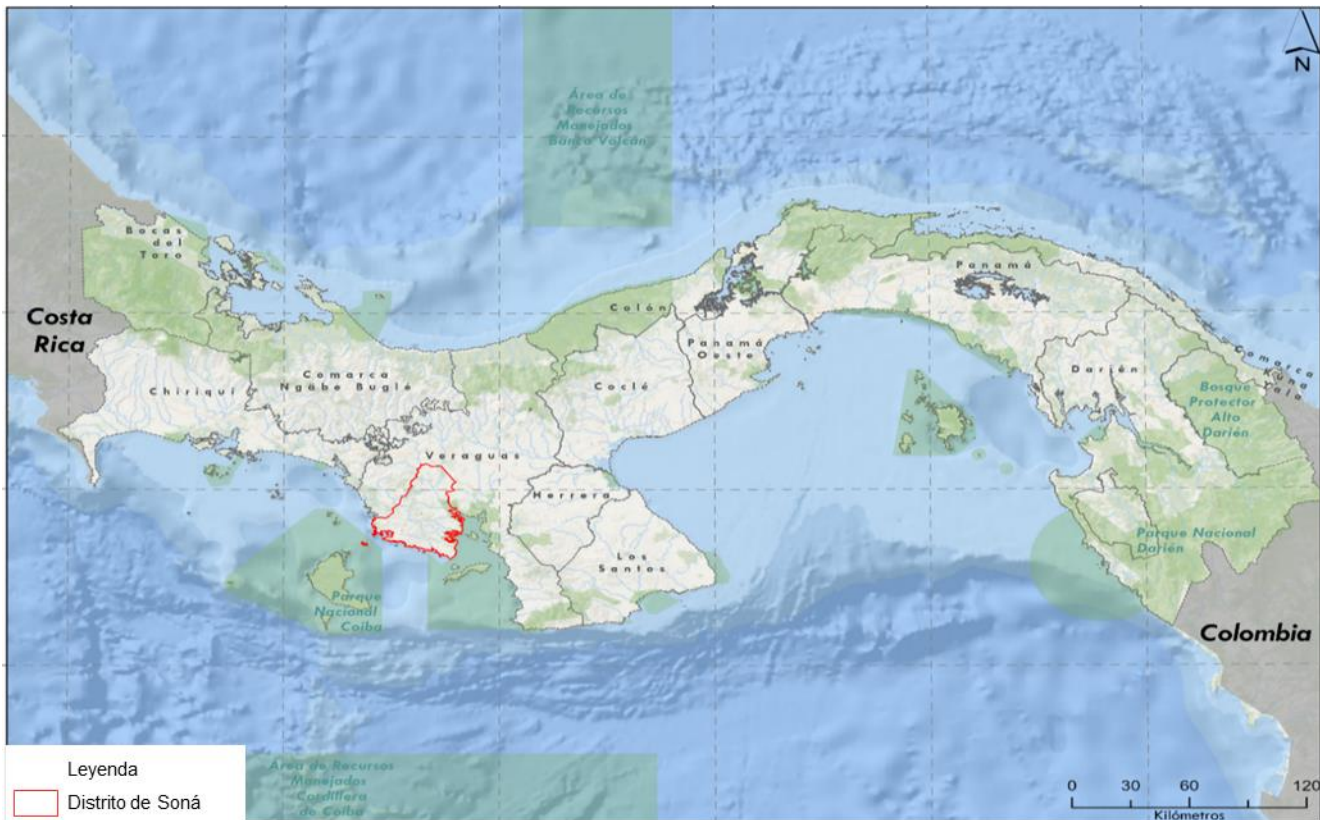 N
Área de
Recursos
Manejados
Banco Volcán
Bocas
del
Toro
Costa
Rica
Chiriquí
Comarca
Ngäbe Buglé
Veraguas
Colón
Coclé
Panamá
Oeste
Panamá
Darién
Comarca
Kuna
Yala
Bosque
Protector
Alto
Darién
Herrera
Los
Santos
Parque
Nacional
Coiba
Parque Nacional
Darién
Colombia
Área de Recursos
Manejados
Cordillera
de Coiba
Leyenda
Distrito de Soná
0 30 60 120
Kilómetros